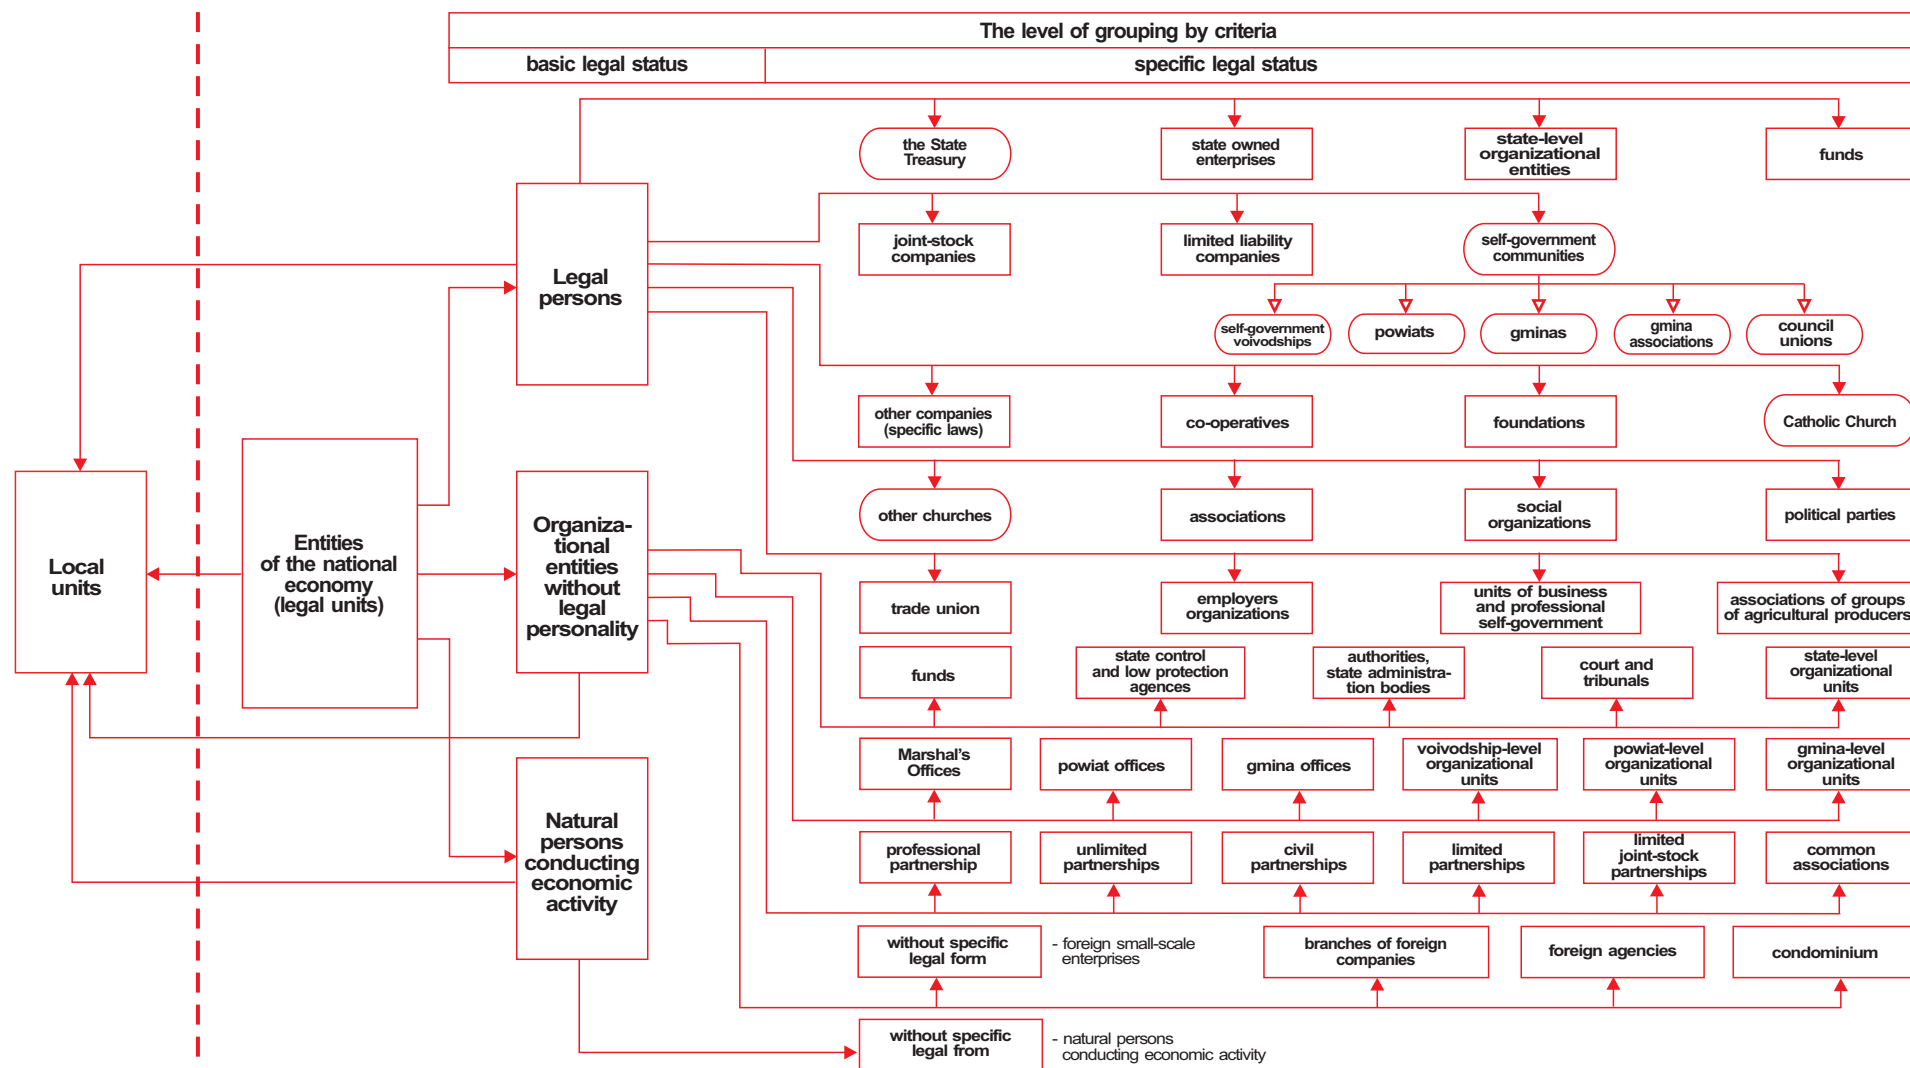 The level of grouping by criteria
basic legal status
specific legal status
the State
Treasury
state owned
enterprises
state-level
organizational
entities
funds
joint-stock
companies
limited liability
companies
self-government
communities
Legal
persons
self-government
voivodships
powiats
gminas
gmina
associations
council
unions
other companies
(specific laws)
co-operatives
foundations
Catholic Church
other churches
associations
social
organizations
political parties
Local
units
Entities
of the national
economy
(legal units)
Organiza-
tional
entities
without
legal
personality
trade union
employers
organizations
units of business
and professional
self-government
associations of groups
of agricultural producers
funds
state control
and low protection
agences
authorities,
state administra-
tion bodies
court and
tribunals
state-level
organizational
units
Marshal's
Offices
powiat offices
gmina offices
voivodship-level
organizational
units
powiat-level
organizational
units
gmina-level
organizational
units
Natural
persons
conducting
economic
activity
professional
partnership
unlimited
partnerships
civil
partnerships
limited
partnerships
limited
joint-stock
partnerships
common
associations
without specific
legal form
- foreign small-scale
enterprises
branches of foreign
companies
foreign agencies
condominium
without specific
legal from
- natural persons
conducting economic activity